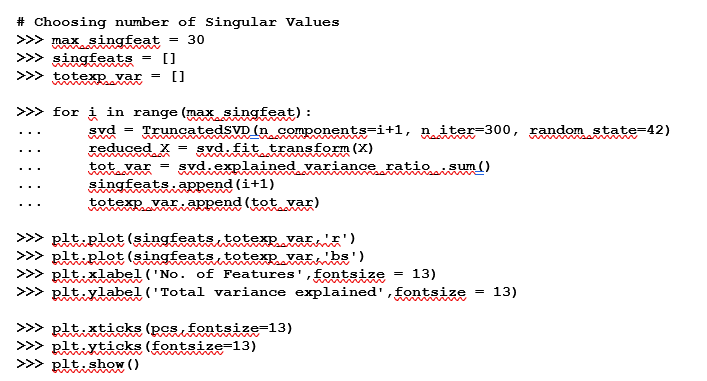 # Choosing number of Singular Values
>>> max_singfeat = 30
>>> singfeats = []
>>> totexp_var = []
>>> for i in range(max_singfeat):
...     svd = TruncatedSVD(n_components=i+1, n_iter=300, random_state=42)
...     reduced_X = svd.fit_transform(X)
...     tot_var = svd.explained_variance_ratio_.sum()
...     singfeats.append(i+1)
...     totexp_var.append(tot_var)
>>> plt.plot(singfeats,totexp_var,'r')
>>> plt.plot(singfeats,totexp_var,'bs')
>>> plt.xlabel('No. of Features',fontsize = 13)
>>> plt.ylabel('Total variance explained',fontsize = 13)
>>> plt.xticks(pcs,fontsize=13)
>>> plt.yticks(fontsize=13)
>>> plt.show()